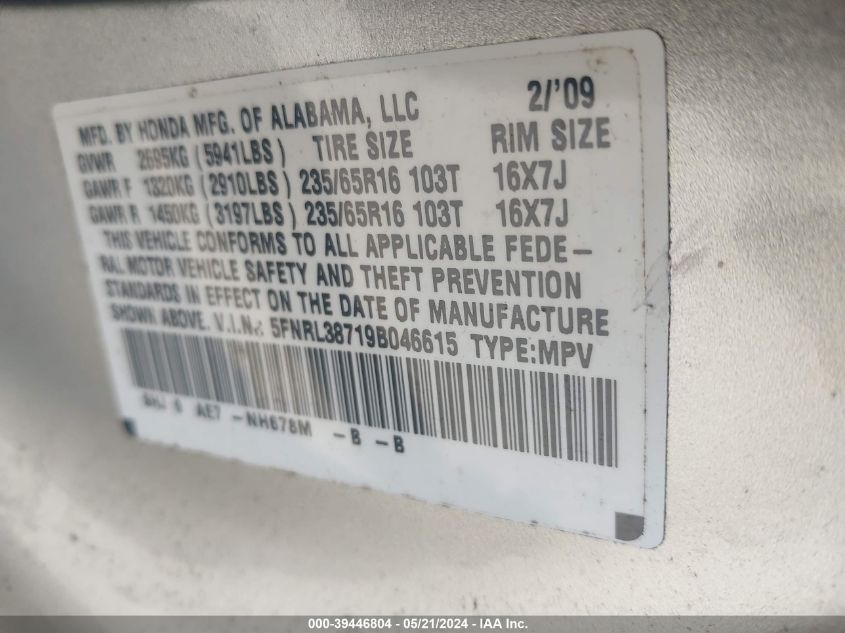 MFD. BY HONDA MFG. OF ALABAMA, LLC 2/'09
GVWR 2695KG (5941LBS) TIRE SIZE RIM SIZE
GAWR F 1320KG (2910LBS) 235/65R16 103T 16X7J
GAWR R 1450KG (3197LBS) 235/65R16 103T 16X7J
THIS VEHICLE CONFORMS TO ALL APPLICABLE FEDE-
RAL MOTOR VEHICLE SAFETY AND THEFT PREVENTION
STANDARDS IN EFFECT ON THE DATE OF MANUFACTURE
SHOWN ABOVE. V.I.N.: 5FNRL38719B046615 TYPE:MPV
AE7 -NH678M -B -B
000-39446804 - 05/21/2024 - IAA Inc.